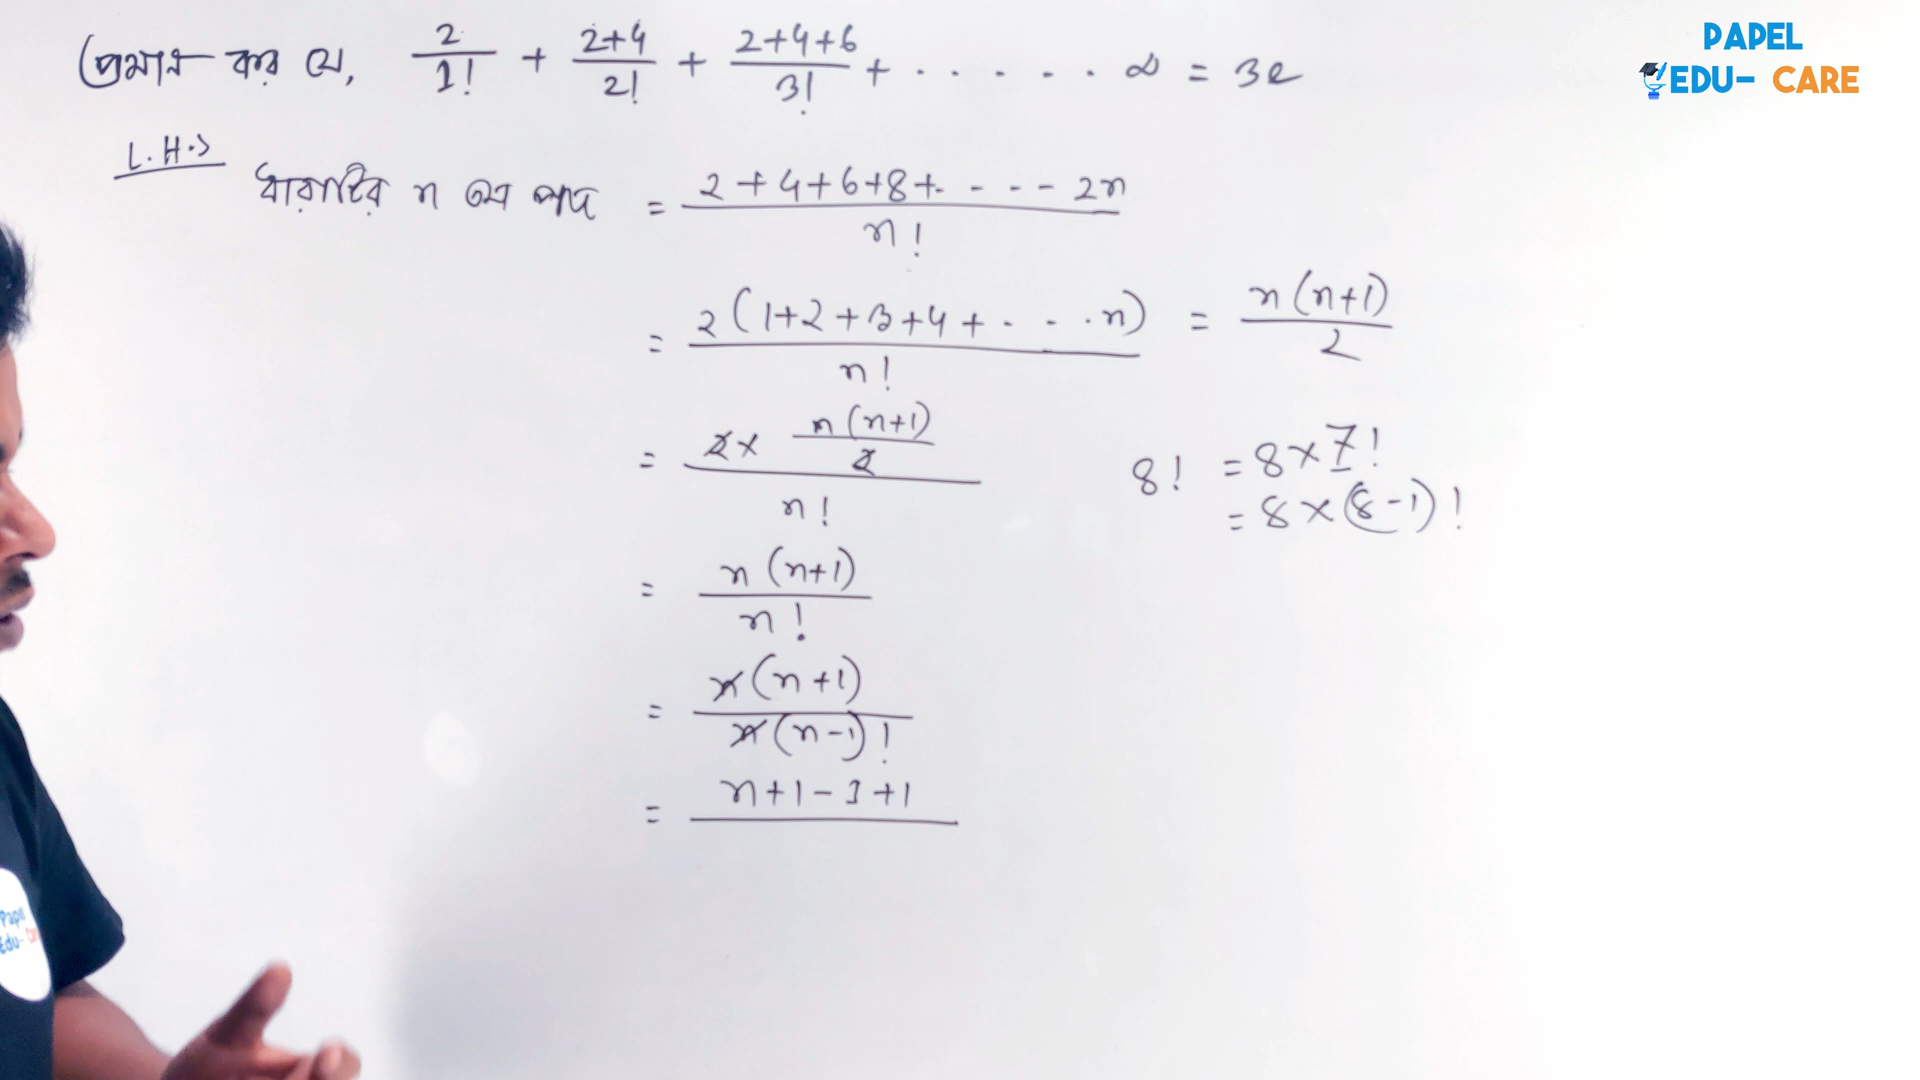 প্রমাণ কর যে, 2/1! + 2+4/2! + 2+4+6/3! + . . . . . . ∞ = 3e
L.H.S
ধারাটির n তম পদ = 2+4+6+8+. - - - 2n / n!
= 2(1+2+3+4+ . . . n) / n! = n(n+1)/2
= 2× n(n+1)/2 / n!
8! = 8×7!
= 8×(8-1)!
= n(n+1) / n!
= n(n+1) / n(n-1)!
= n+1-1+1
PAPEL
EDU- CARE
Edu-